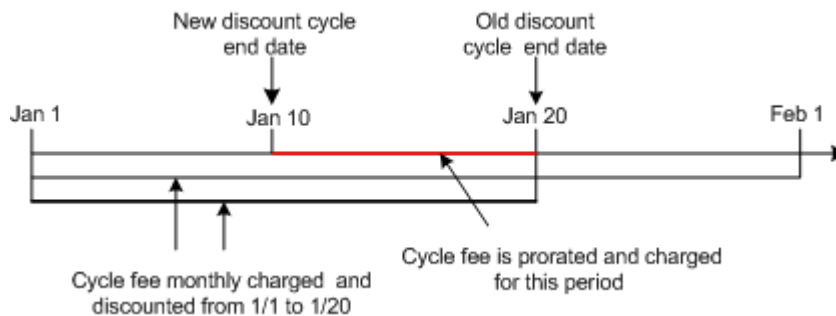 New discount cycle
end date
Old discount
cycle end date
Jan 1
Jan 10
Jan 20
Feb 1
Cycle fee monthly charged and
discounted from 1/1 to 1/20
Cycle fee is prorated and charged
for this period